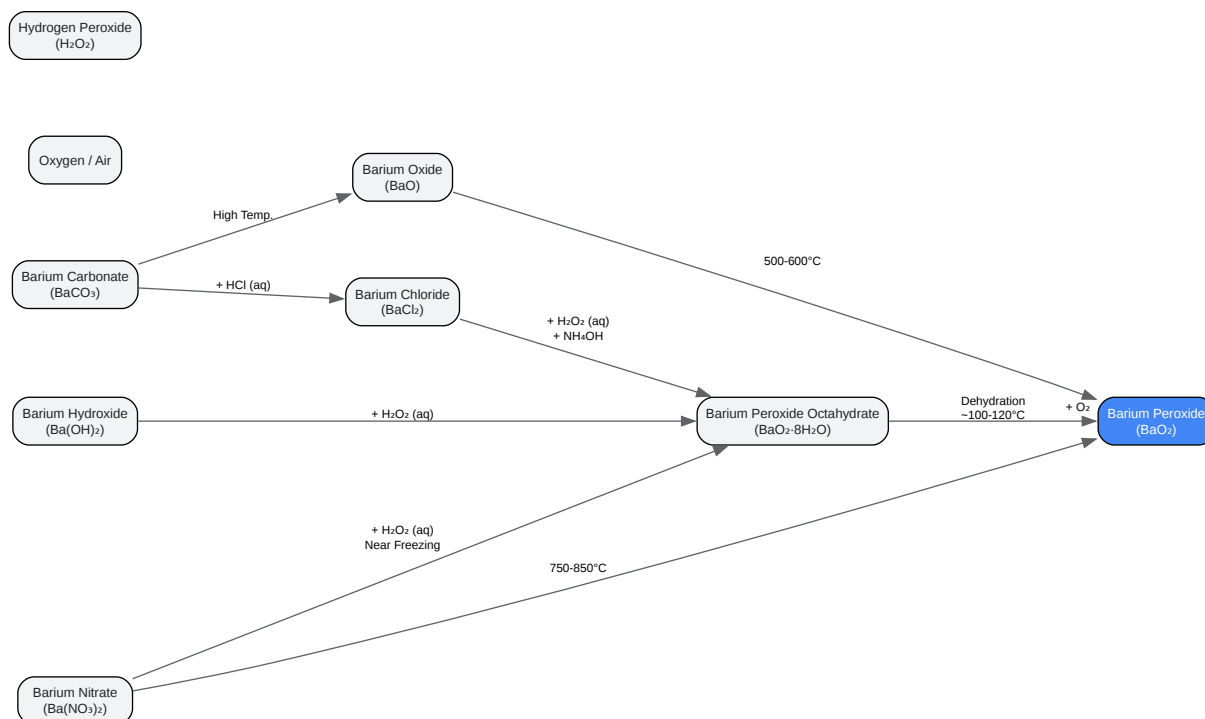 Hydrogen Peroxide
(H₂O₂)
Oxygen / Air
Barium Oxide
(BaO)
High Temp.
500-600°C
Barium Carbonate
(BaCO₃)
+ HCl (aq)
Barium Chloride
(BaCl₂)
+ H₂O₂ (aq)
+ NH₄OH
Barium Hydroxide
(Ba(OH)₂)
+ H₂O₂ (aq)
Barium Peroxide Octahydrate
(BaO₂·8H₂O)
Dehydration
~100-120°C
+ O₂
Barium Peroxide
(BaO₂)
+ H₂O₂ (aq)
Near Freezing
750-850°C
Barium Nitrate
(Ba(NO₃)₂)